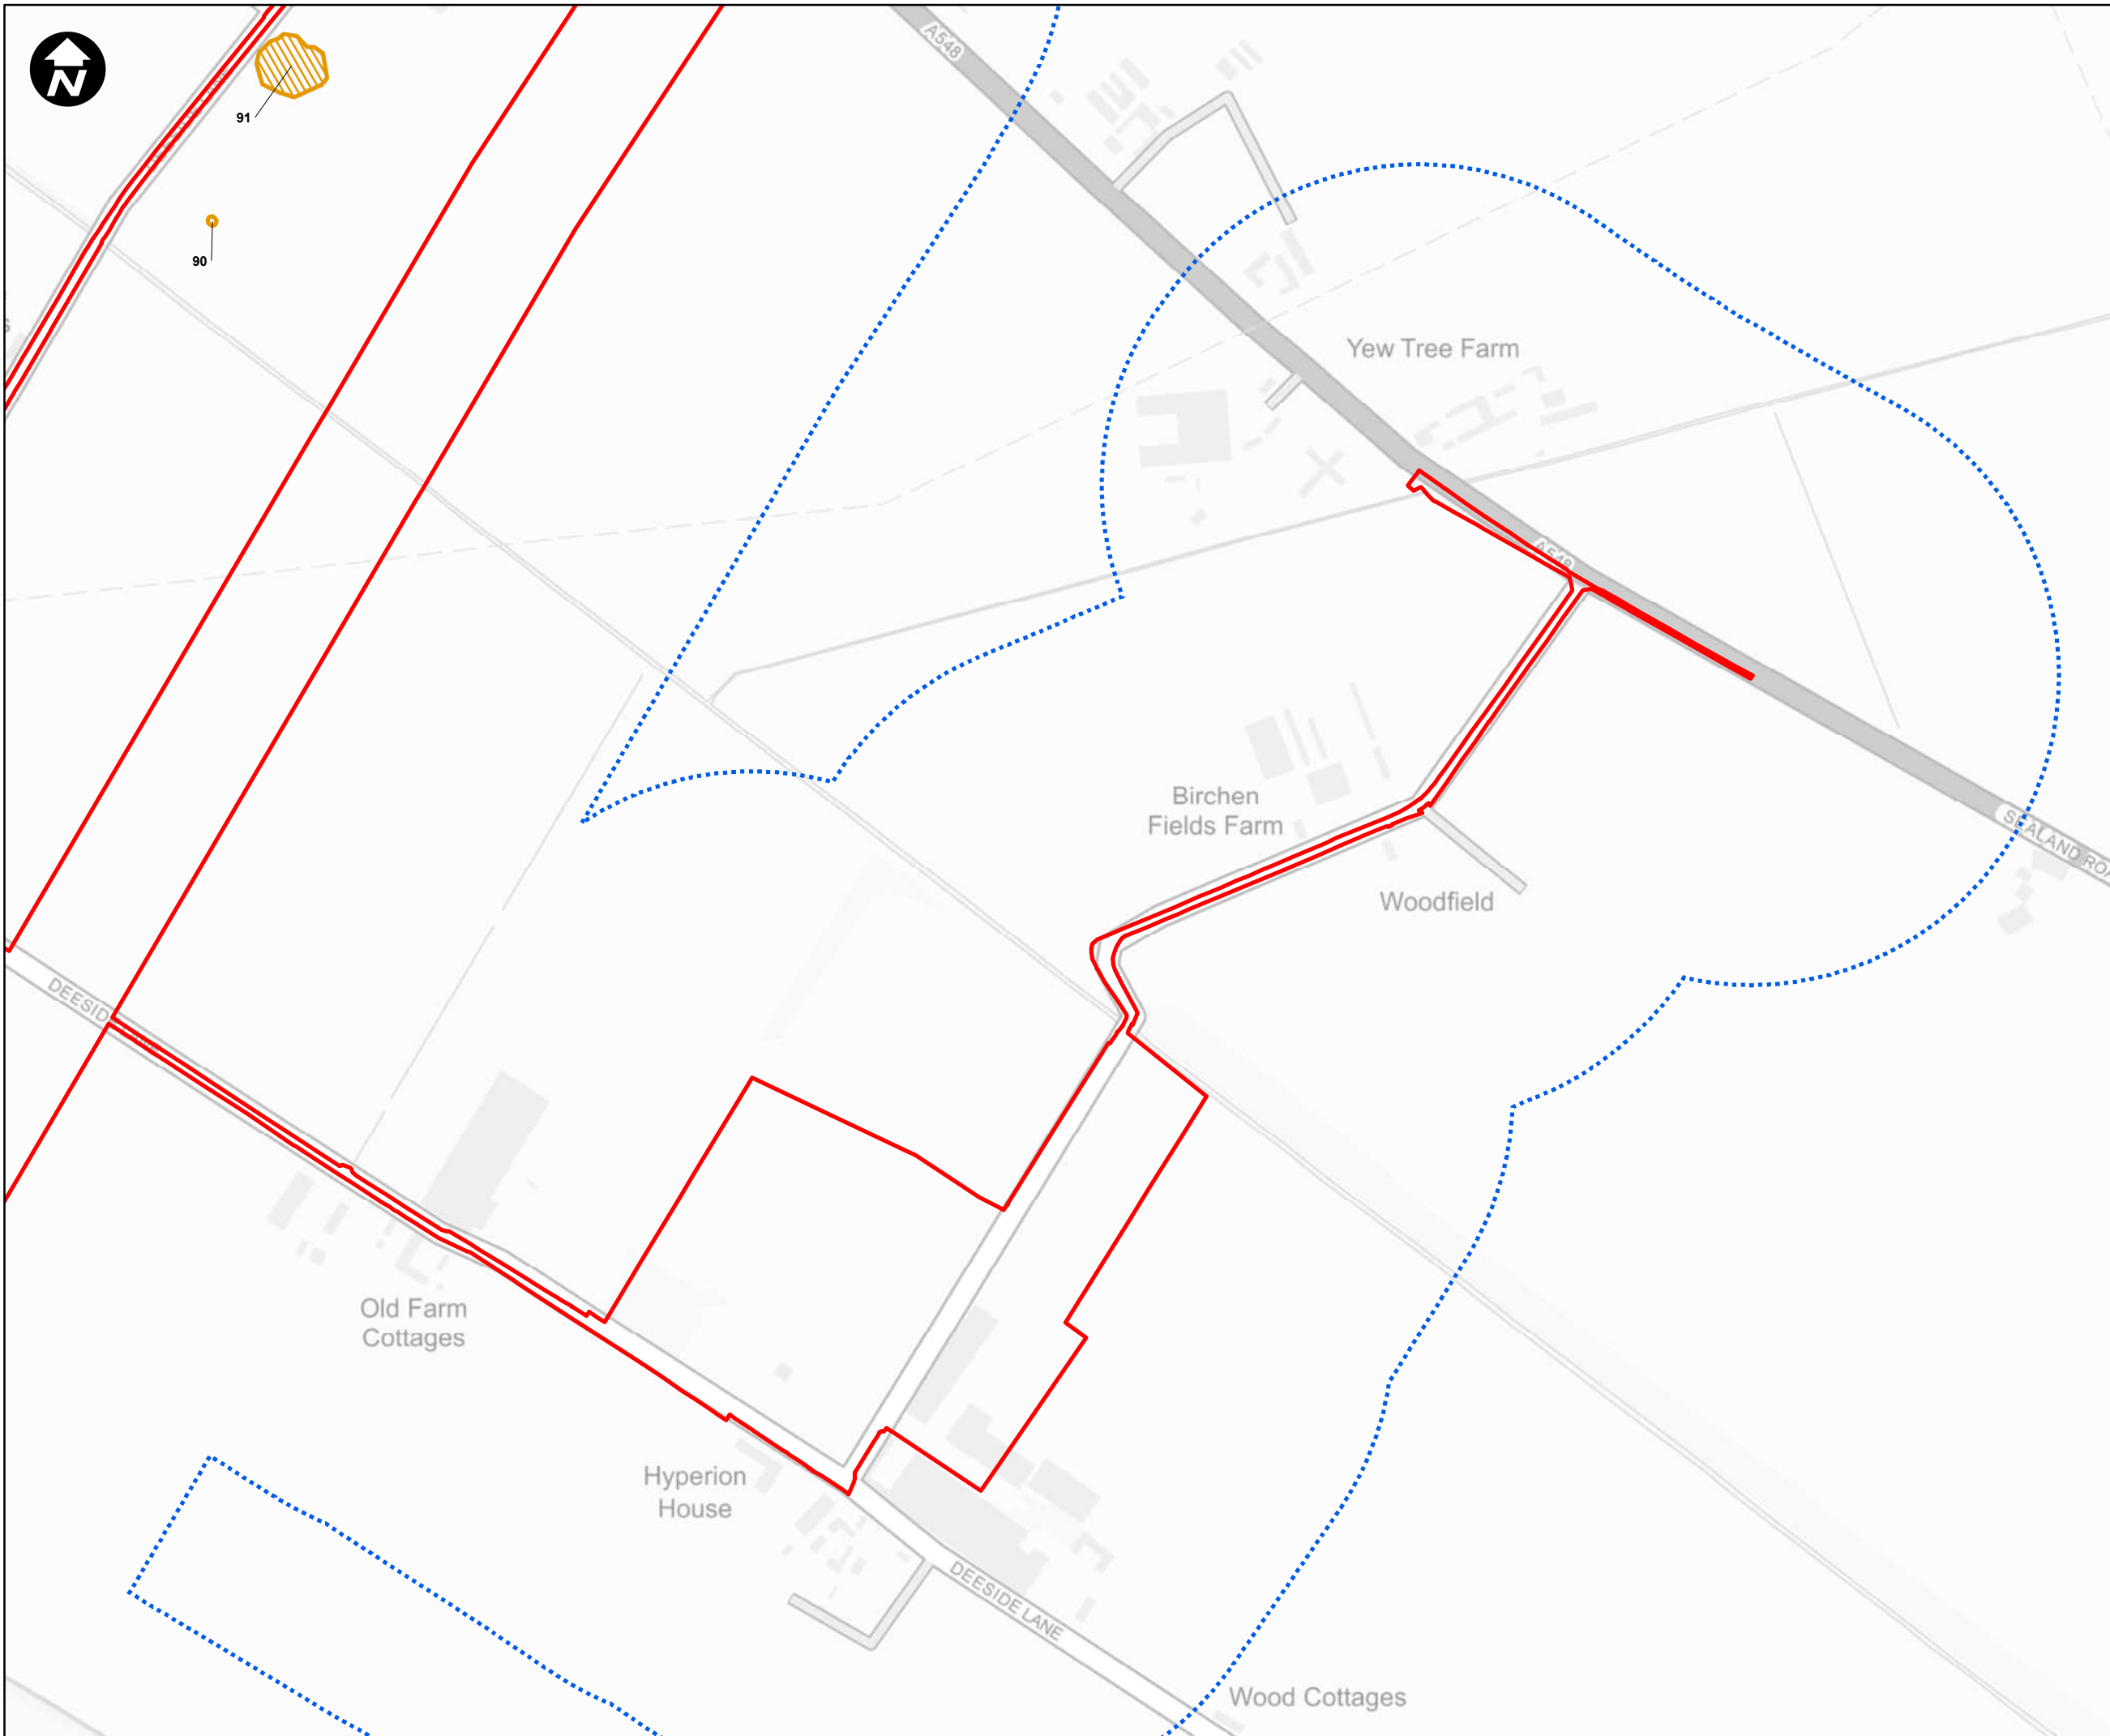 A548
N
91
90
Yew Tree Farm
A548
Birchen
Fields Farm
SEALAND ROA
Woodfield
DEESID
Old Farm
Cottages
Hyperion
House
DEESIDE LANE
Wood Cottages